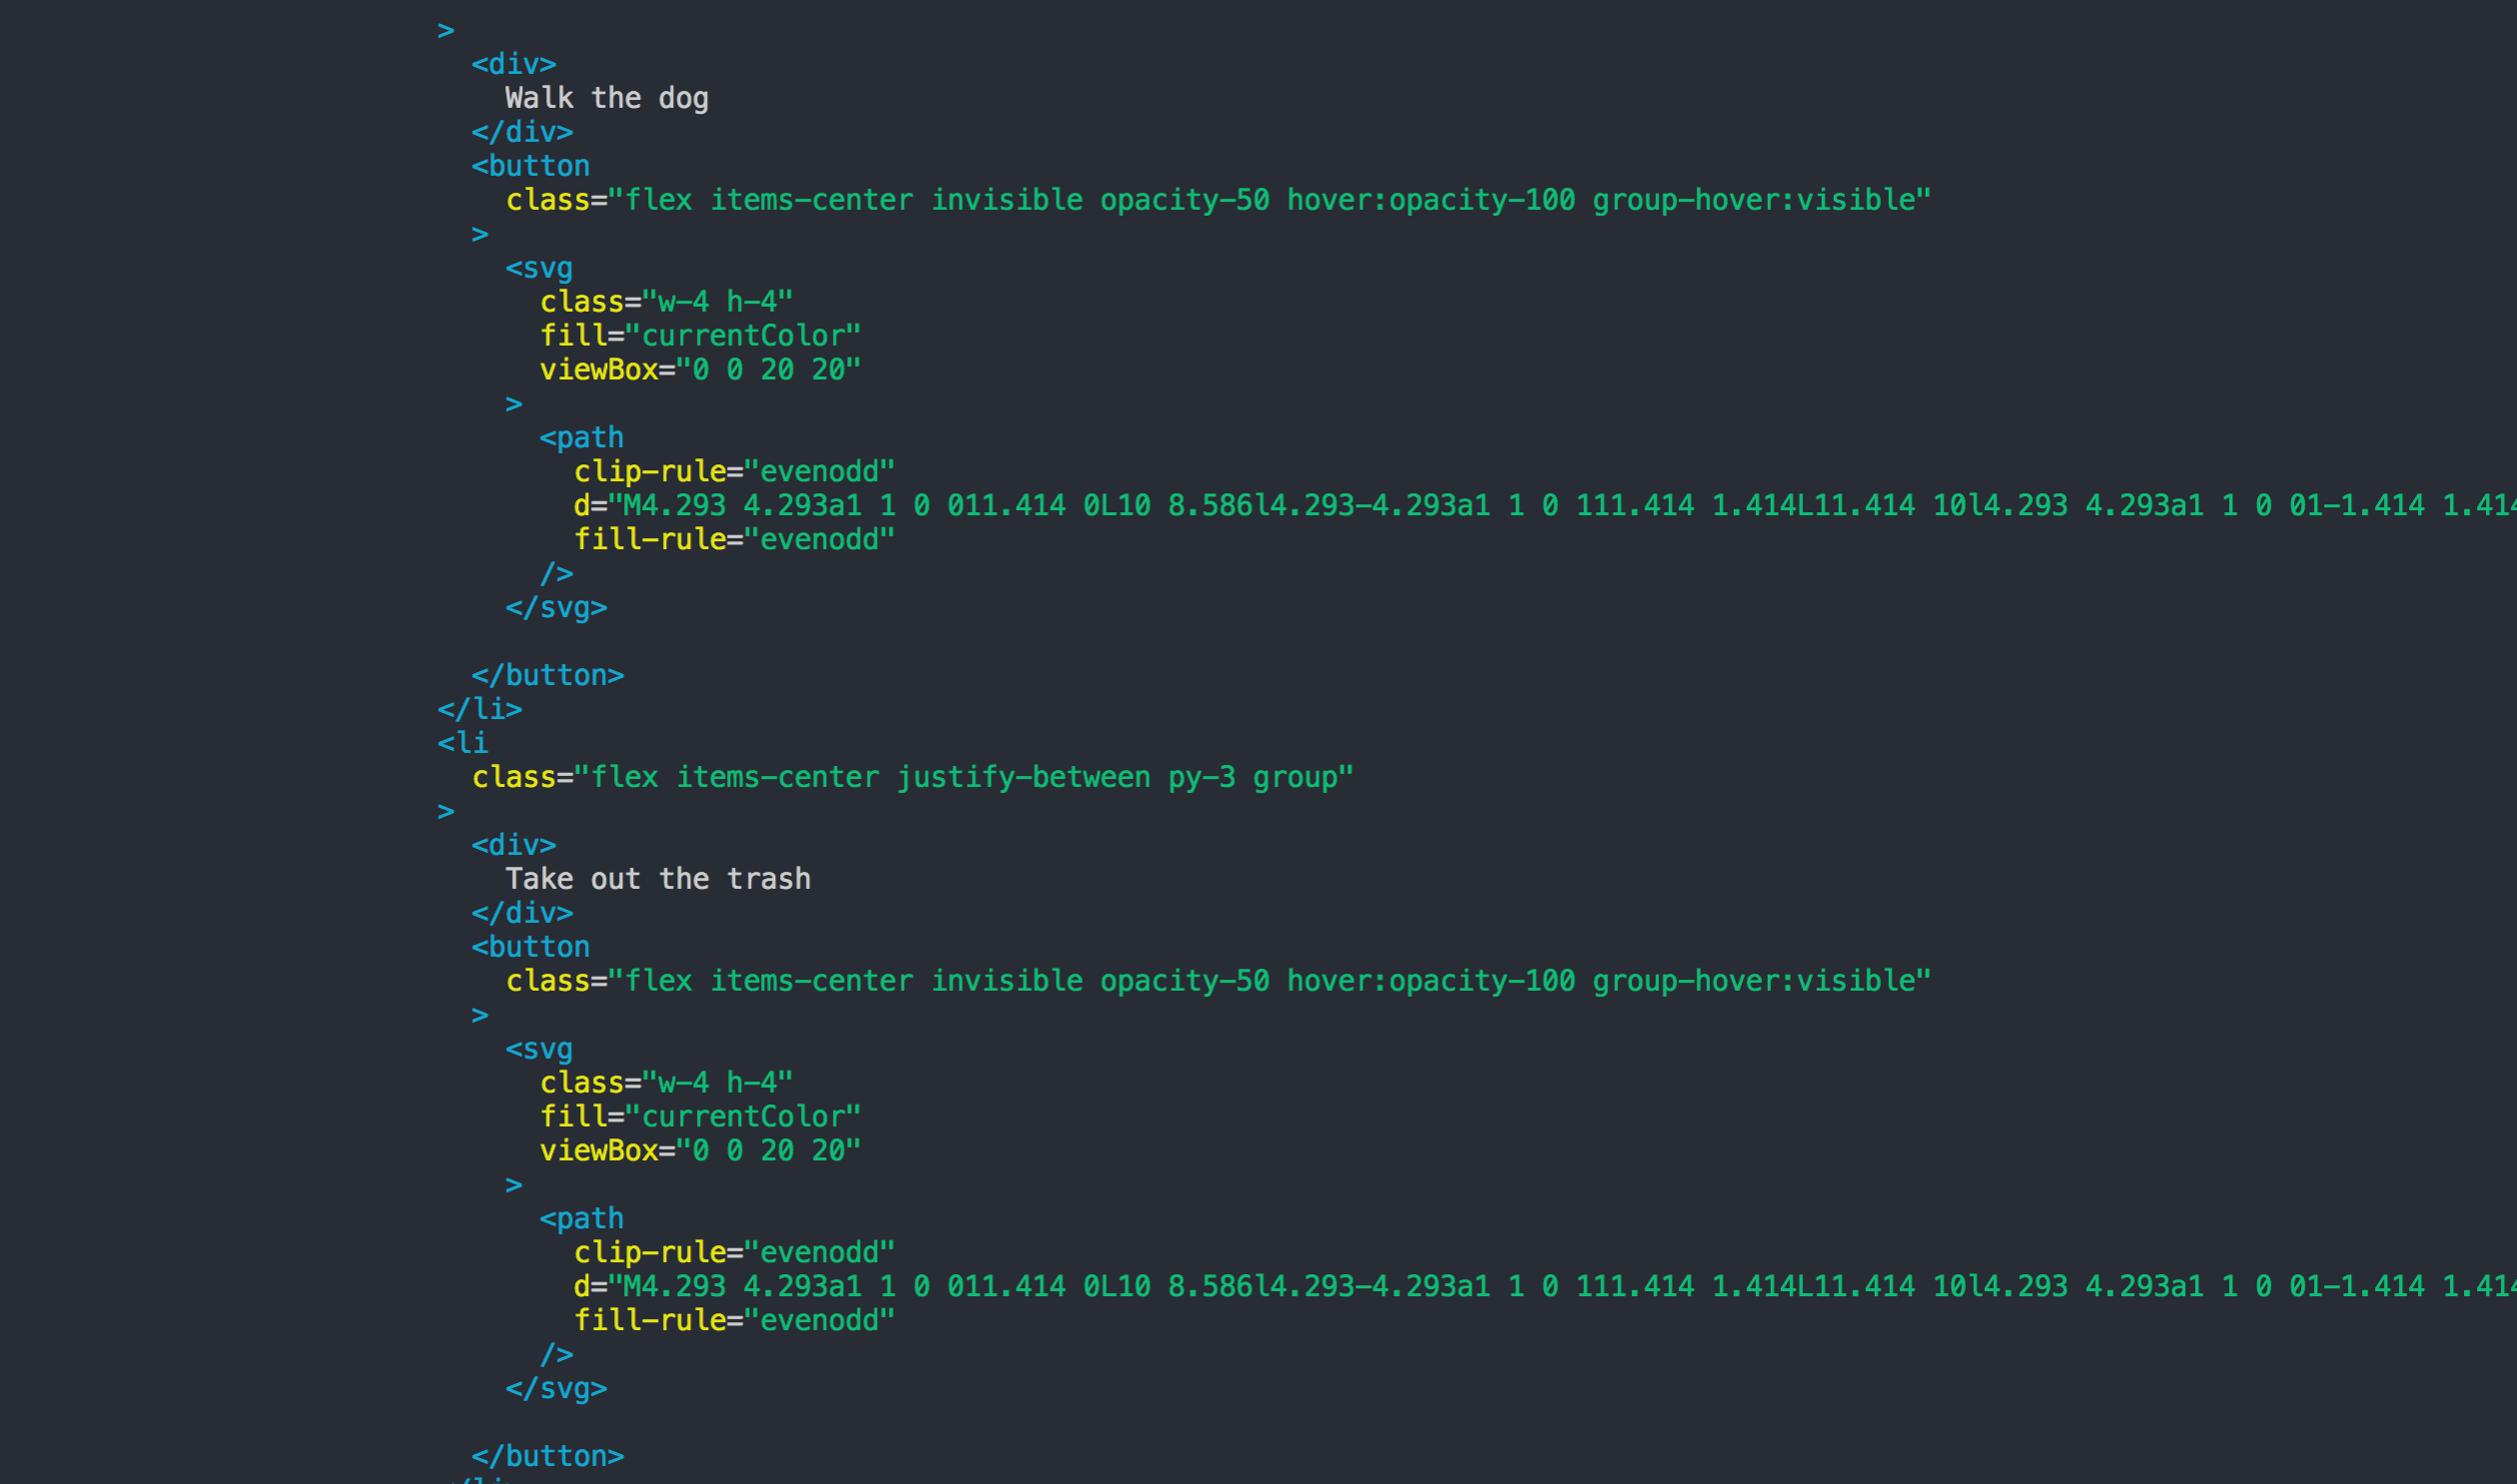 >
<div>
Walk the dog
</div>
<button
class="flex items-center invisible opacity-50 hover:opacity-100 group-hover:visible"
>
<svg
class="w-4 h-4"
fill="currentColor"
viewBox="0 0 20 20"
>
<path
clip-rule="evenodd"
d="M4.293 4.293a1 1 0 011.414 0L10 8.586l4.293-4.293a1 1 0 111.414 1.414L11.414 10l4.293 4.293a1 1 0 01-1.414 1.414
fill-rule="evenodd"
/>
</svg>
</button>
</li>
<li
class="flex items-center justify-between py-3 group"
>
<div>
Take out the trash
</div>
<button
class="flex items-center invisible opacity-50 hover:opacity-100 group-hover:visible"
>
<svg
class="w-4 h-4"
fill="currentColor"
viewBox="0 0 20 20"
>
<path
clip-rule="evenodd"
d="M4.293 4.293a1 1 0 011.414 0L10 8.586l4.293-4.293a1 1 0 111.414 1.414L11.414 10l4.293 4.293a1 1 0 01-1.414 1.414
fill-rule="evenodd"
/>
</svg>
</button>